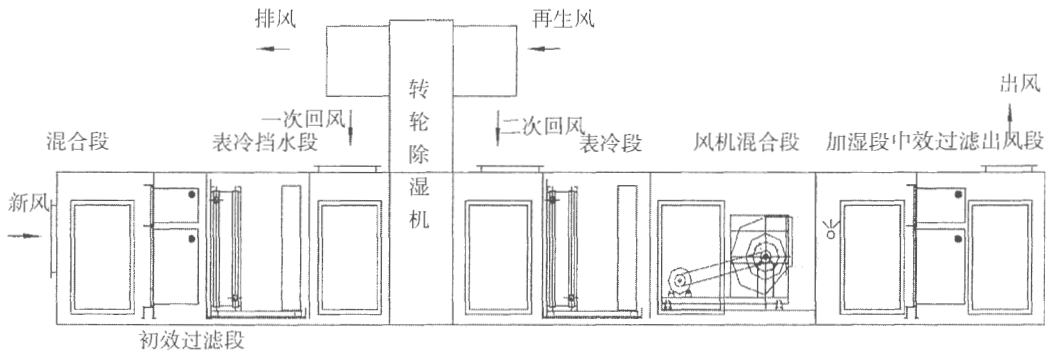 排风
再生风
出风
一次回风
二次回风
混合段
表冷挡水段
转轮除湿机
表冷段
风机混合段
加湿段中效过滤出风段
新风
初效过滤段